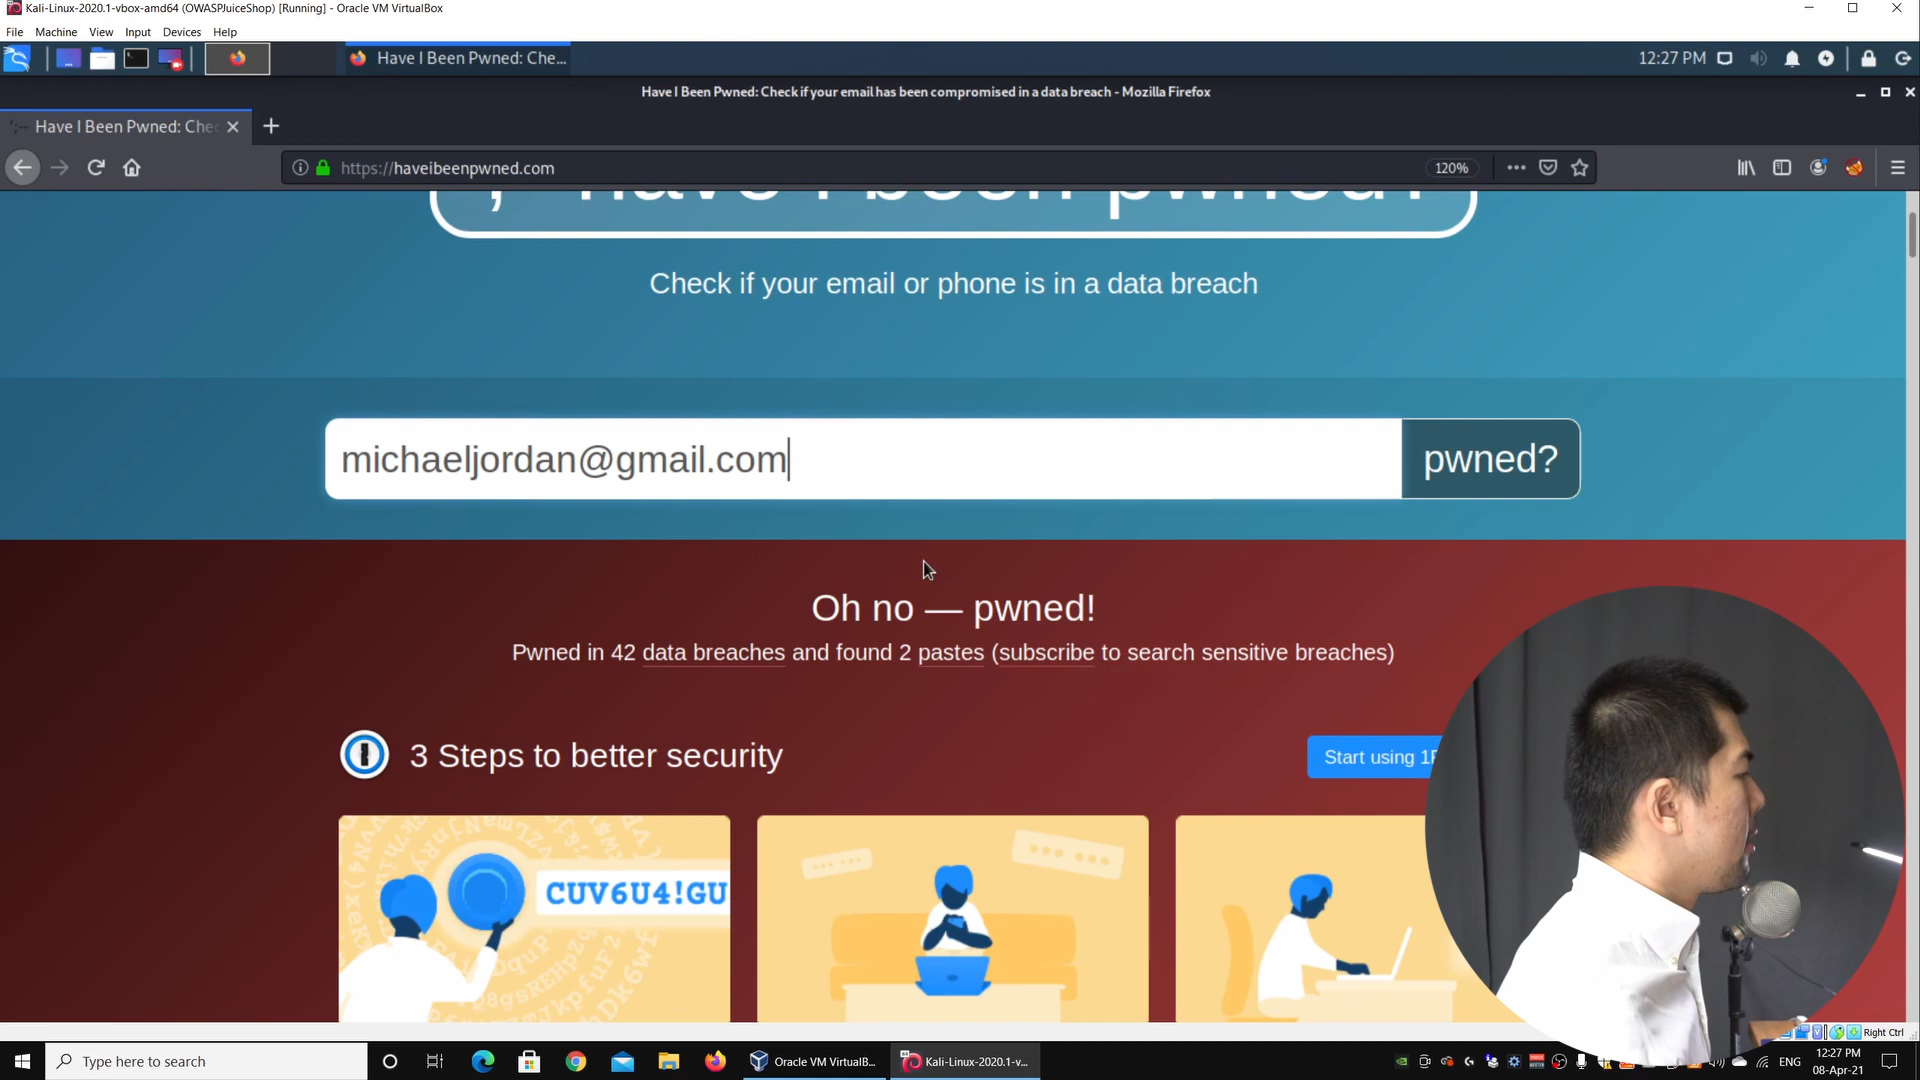 Kali-Linux-2020.1-vbox-amd64 (OWASPJuiceShop) [Running] - Oracle VM VirtualBox
File Machine View Input Devices Help
Have I Been Pwned: Che...
12:27 PM
Have I Been Pwned: Check if your email has been compromised in a data breach - Mozilla Firefox
Have I Been Pwned: Chec
https://haveibeenpwned.com
120%
Check if your email or phone is in a data breach
michaeljordan@gmail.com
pwned?
Oh no — pwned!
Pwned in 42 data breaches and found 2 pastes (subscribe to search sensitive breaches)
3 Steps to better security
Start using 1
CUV6U4!GU
Right Ctrl
Type here to search
Oracle VM VirtualB...
Kali-Linux-2020.1-v...
ENG
12:27 PM
08-Apr-21